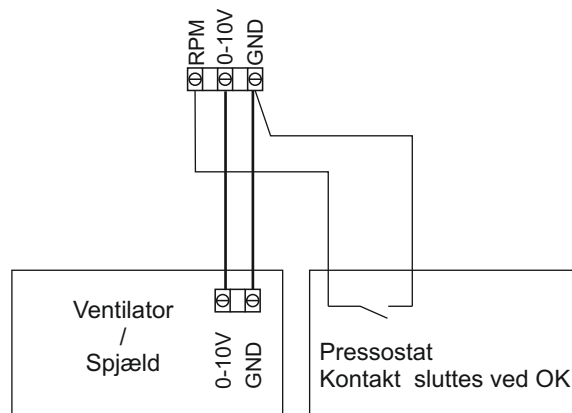 RPM
0-10V
GND
Ventilator
/
Spjæld
0-10V
GND
Pressostat
Kontakt sluttes ved OK